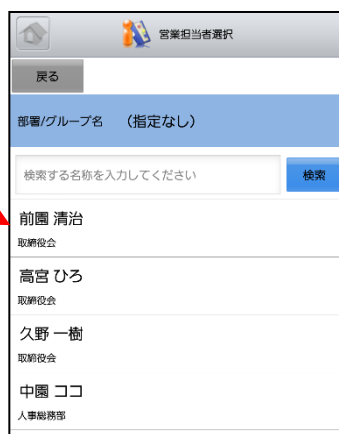 営業担当者選択
戻る
部署/グループ名 （指定なし）
検索する名称を入力してください 検索
前園 清治
取締役会
高宮 ひろ
取締役会
久野 一樹
取締役会
中園 ココ
人事総務部